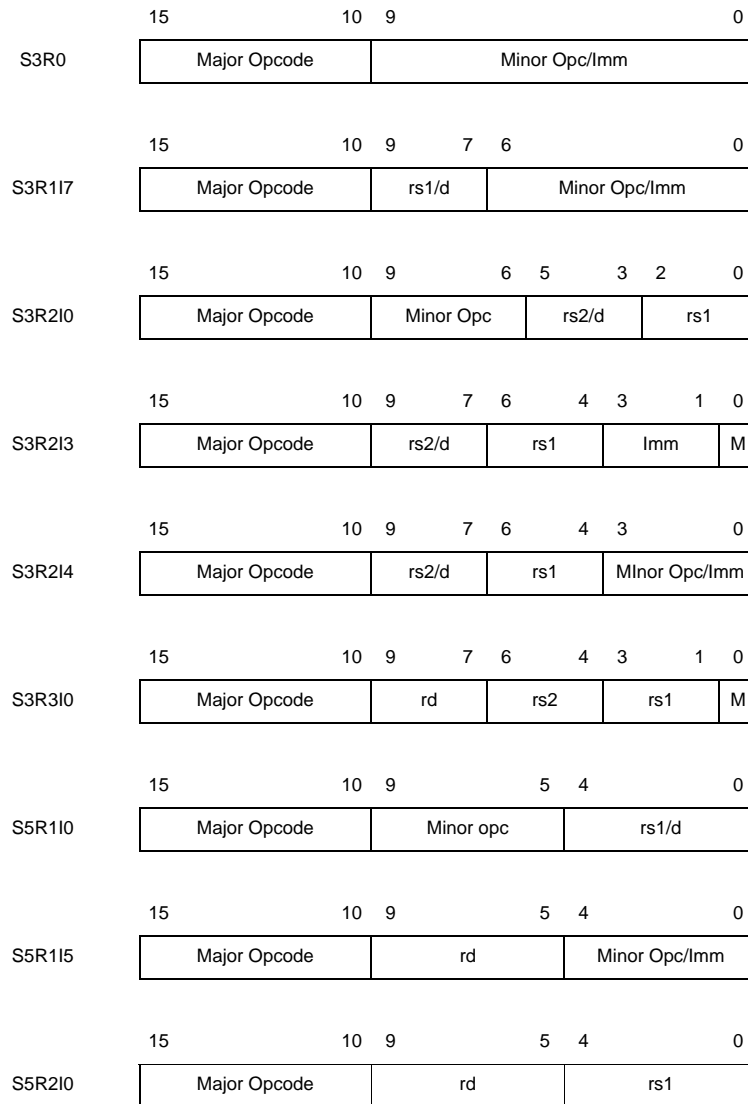 15 10 9 0
S3R0 Major Opcode Minor Opc/Imm
15 10 9 7 6 0
S3R1I7 Major Opcode rs1/d Minor Opc/Imm
15 10 9 6 5 3 2 0
S3R2I0 Major Opcode Minor Opc rs2/d rs1
15 10 9 7 6 4 3 1 0
S3R2I3 Major Opcode rs2/d rs1 Imm M
15 10 9 7 6 4 3 0
S3R2I4 Major Opcode rs2/d rs1 MInor Opc/Imm
15 10 9 7 6 4 3 1 0
S3R3I0 Major Opcode rd rs2 rs1 M
15 10 9 5 4 0
S5R1I0 Major Opcode Minor opc rs1/d
15 10 9 5 4 0
S5R1I5 Major Opcode rd Minor Opc/Imm
15 10 9 5 4 0
S5R2I0 Major Opcode rd rs1